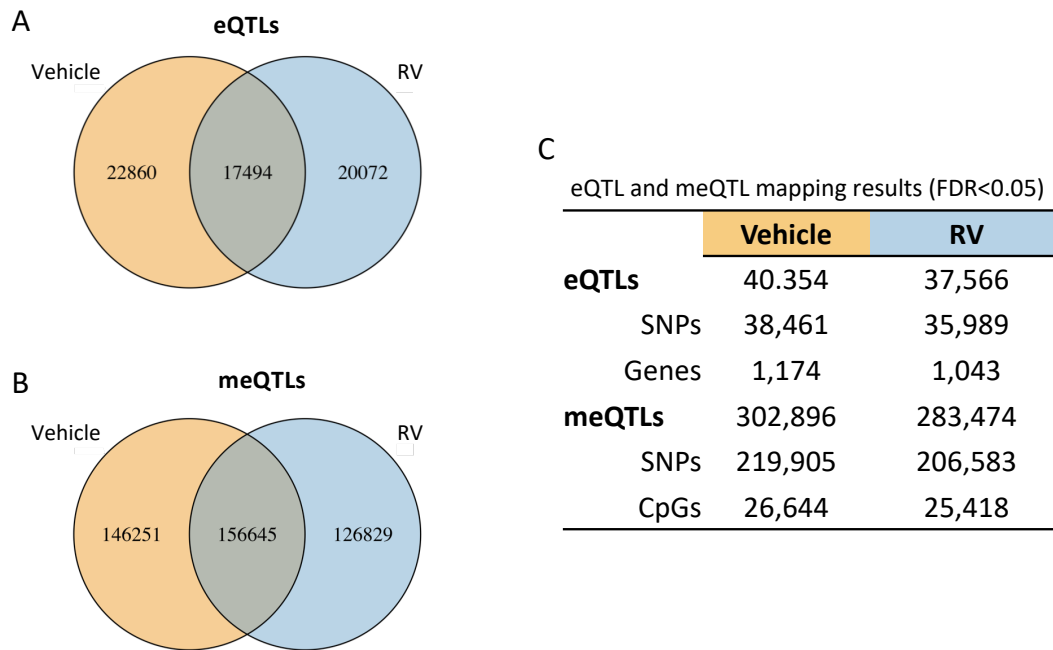 A
eQTLs
Vehicle
RV
22860
17494
20072
B
meQTLs
Vehicle
RV
146251
156645
126829
C
eQTL and meQTL mapping results (FDR<0.05)
Vehicle RV
eQTLs 40.354 37,566
SNPs 38,461 35,989
Genes 1,174 1,043
meQTLs 302,896 283,474
SNPs 219,905 206,583
CpGs 26,644 25,418